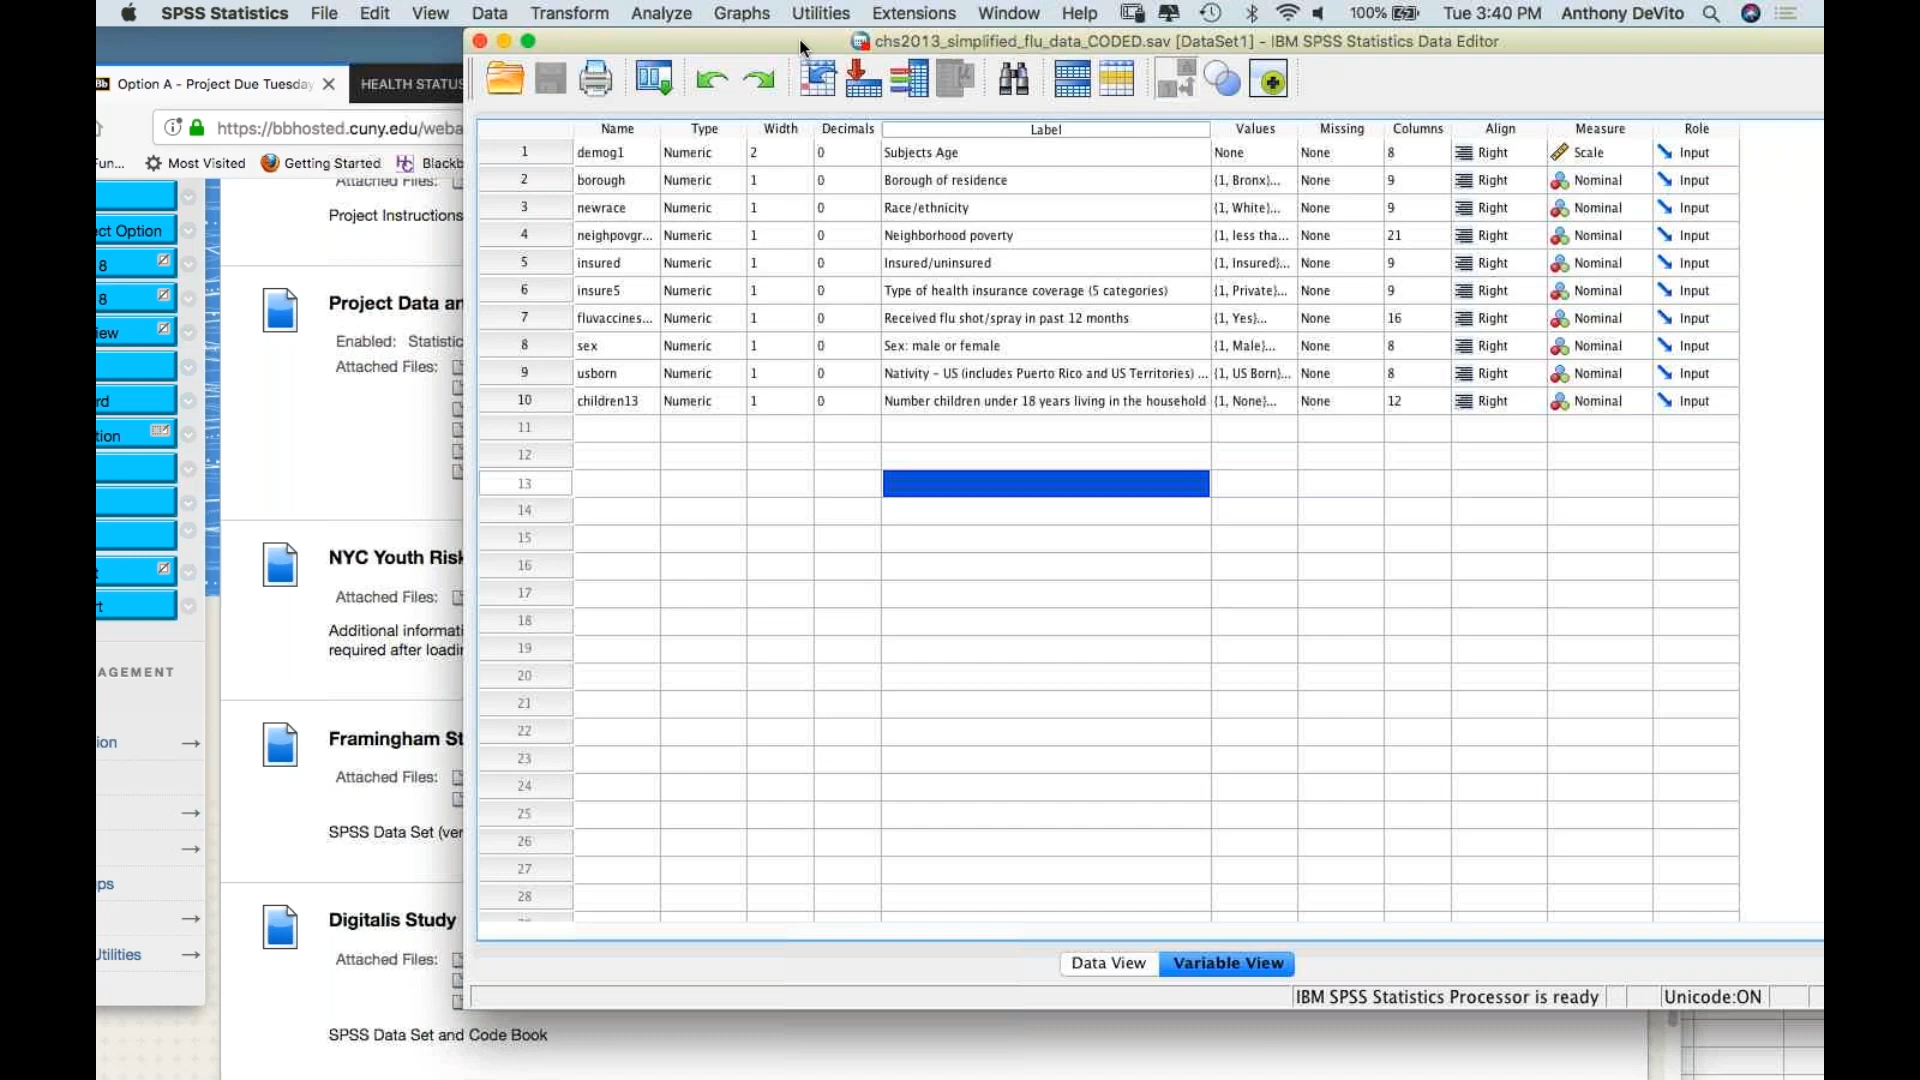 SPSS Statistics File Edit View Data Transform Analyze Graphs Utilities Extensions Window Help 100% Tue 3:40 PM Anthony DeVito
chs2013_simplified_flu_data_CODED.sav [DataSet1] - IBM SPSS Statistics Data Editor
Bb Option A - Project Due Tuesday
HEALTH STATUS
https://bbhosted.cuny.edu/weba
Most Visited Getting Started Blackb
Attached Files:
Project Instructions
ect Option
8
8
iew
rd
tion
t
AGEMENT
ion
ps
Utilities
Project Data an
Enabled: Statistic
Attached Files:
NYC Youth Risk
Attached Files:
Additional informati
required after loadin
Framingham St
Attached Files:
SPSS Data Set (ver
Digitalis Study
Attached Files:
SPSS Data Set and Code Book
Name Type Width Decimals Label Values Missing Columns Align Measure Role
1 demog1 Numeric 2 0 Subjects Age None None 8 Right Scale Input
2 borough Numeric 1 0 Borough of residence {1, Bronx}... None 9 Right Nominal Input
3 newrace Numeric 1 0 Race/ethnicity {1, White}... None 9 Right Nominal Input
4 neighpovgr... Numeric 1 0 Neighborhood poverty {1, less tha... None 21 Right Nominal Input
5 insured Numeric 1 0 Insured/uninsured {1, Insured}... None 9 Right Nominal Input
6 insure5 Numeric 1 0 Type of health insurance coverage (5 categories) {1, Private}... None 9 Right Nominal Input
7 fluvaccines... Numeric 1 0 Received flu shot/spray in past 12 months {1, Yes}... None 16 Right Nominal Input
8 sex Numeric 1 0 Sex: male or female {1, Male}... None 8 Right Nominal Input
9 usborn Numeric 1 0 Nativity - US (includes Puerto Rico and US Territories) ... {1, US Born}... None 8 Right Nominal Input
10 children13 Numeric 1 0 Number children under 18 years living in the household {1, None}... None 12 Right Nominal Input
11
12
13
14
15
16
17
18
19
20
21
22
23
24
25
26
27
28
Data View Variable View
IBM SPSS Statistics Processor is ready Unicode:ON